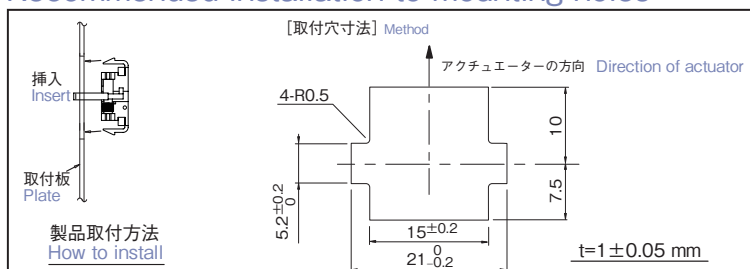 Recommended installation to mounting holes
[取付穴寸法] Method
アクチュエーターの方向 Direction of actuator
挿入
Insert
4-R0.5
10
7.5
5.2±0.2
0
取付板
Plate
15±0.2
0
21-0.2
製品取付方法
How to install
t=1±0.05 mm